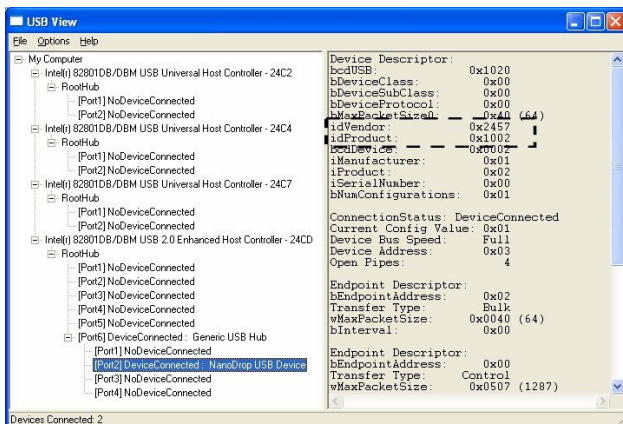 USB View
File Options Help
My Computer
Intel(r) 82801DB/DBM USB Universal Host Controller - 24C2
RootHub
[Port1] NoDeviceConnected
[Port2] NoDeviceConnected
Intel(r) 82801DB/DBM USB Universal Host Controller - 24C4
RootHub
[Port1] NoDeviceConnected
[Port2] NoDeviceConnected
Intel(r) 82801DB/DBM USB Universal Host Controller - 24C7
RootHub
[Port1] NoDeviceConnected
[Port2] NoDeviceConnected
Intel(r) 82801DB/DBM USB 2.0 Enhanced Host Controller - 24CD
RootHub
[Port1] NoDeviceConnected
[Port2] NoDeviceConnected
[Port3] NoDeviceConnected
[Port4] NoDeviceConnected
[Port5] NoDeviceConnected
[Port6] DeviceConnected : Generic USB Hub
[Port1] NoDeviceConnected
[Port2] DeviceConnected : NanoDrop USB Device
[Port3] NoDeviceConnected
[Port4] NoDeviceConnected
Device Descriptor:
bcdUSB: 0x1020
bDeviceClass: 0x00
bDeviceSubClass: 0x00
bDeviceProtocol: 0x00
bMaxPacketSize0: 0x40 (64)
idVendor: 0x2457
idProduct: 0x1002
bcdDevice: 0x0002
iManufacturer: 0x01
iProduct: 0x02
iSerialNumber: 0x00
bNumConfigurations: 0x01
ConnectionStatus: DeviceConnected
Current Config Value: 0x01
Device Bus Speed: Full
Device Address: 0x03
Open Pipes: 4
Endpoint Descriptor:
bEndpointAddress: 0x02
Transfer Type: Bulk
wMaxPacketSize: 0x0040 (64)
bInterval: 0x00
Endpoint Descriptor:
bEndpointAddress: 0x00
Transfer Type: Control
wMaxPacketSize: 0x0507 (1287)
Devices Connected: 2